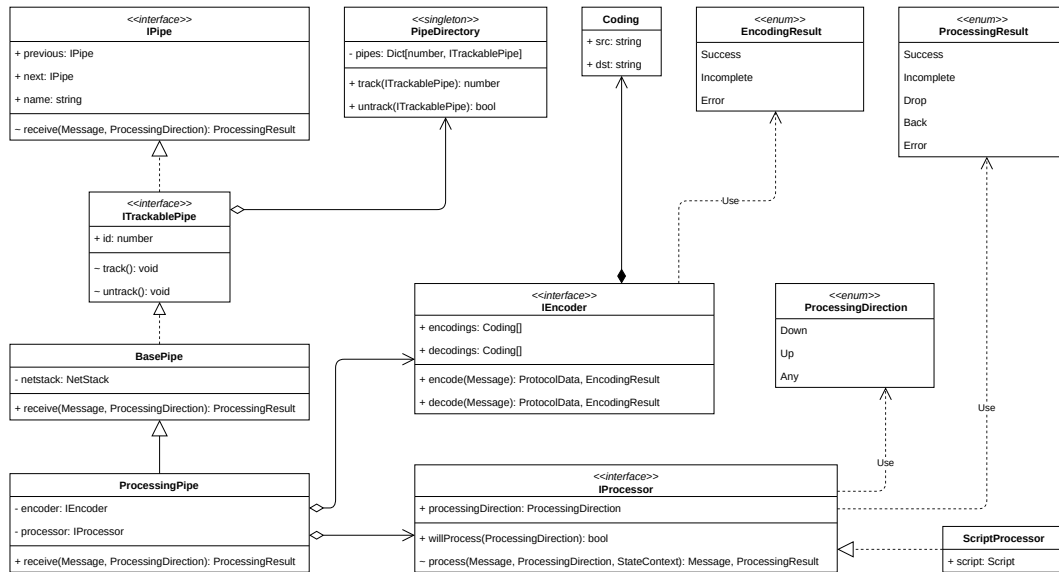 <<interface>>
IPipe
+ previous: IPipe
+ next: IPipe
+ name: string
~ receive(Message, ProcessingDirection): ProcessingResult
<<singleton>>
PipeDirectory
- pipes: Dict[number, ITrackablePipe]
+ track(ITrackablePipe): number
+ untrack(ITrackablePipe): bool
Coding
+ src: string
+ dst: string
<<enum>>
EncodingResult
Success
Incomplete
Error
<<enum>>
ProcessingResult
Success
Incomplete
Drop
Back
Error
<<interface>>
ITrackablePipe
+ id: number
~ track(): void
~ untrack(): void
Use
<<interface>>
IEncoder
+ encodings: Coding[]
+ decodings: Coding[]
+ encode(Message): ProtocolData, EncodingResult
+ decode(Message): ProtocolData, EncodingResult
<<enum>>
ProcessingDirection
Down
Up
Any
BasePipe
- netstack: NetStack
+ receive(Message, ProcessingDirection): ProcessingResult
Use
Use
ProcessingPipe
- encoder: IEncoder
- processor: IProcessor
+ receive(Message, ProcessingDirection): ProcessingResult
<<interface>>
IProcessor
+ processingDirection: ProcessingDirection
+ willProcess(ProcessingDirection): bool
~ process(Message, ProcessingDirection, StateContext): Message, ProcessingResult
ScriptProcessor
+ script: Script